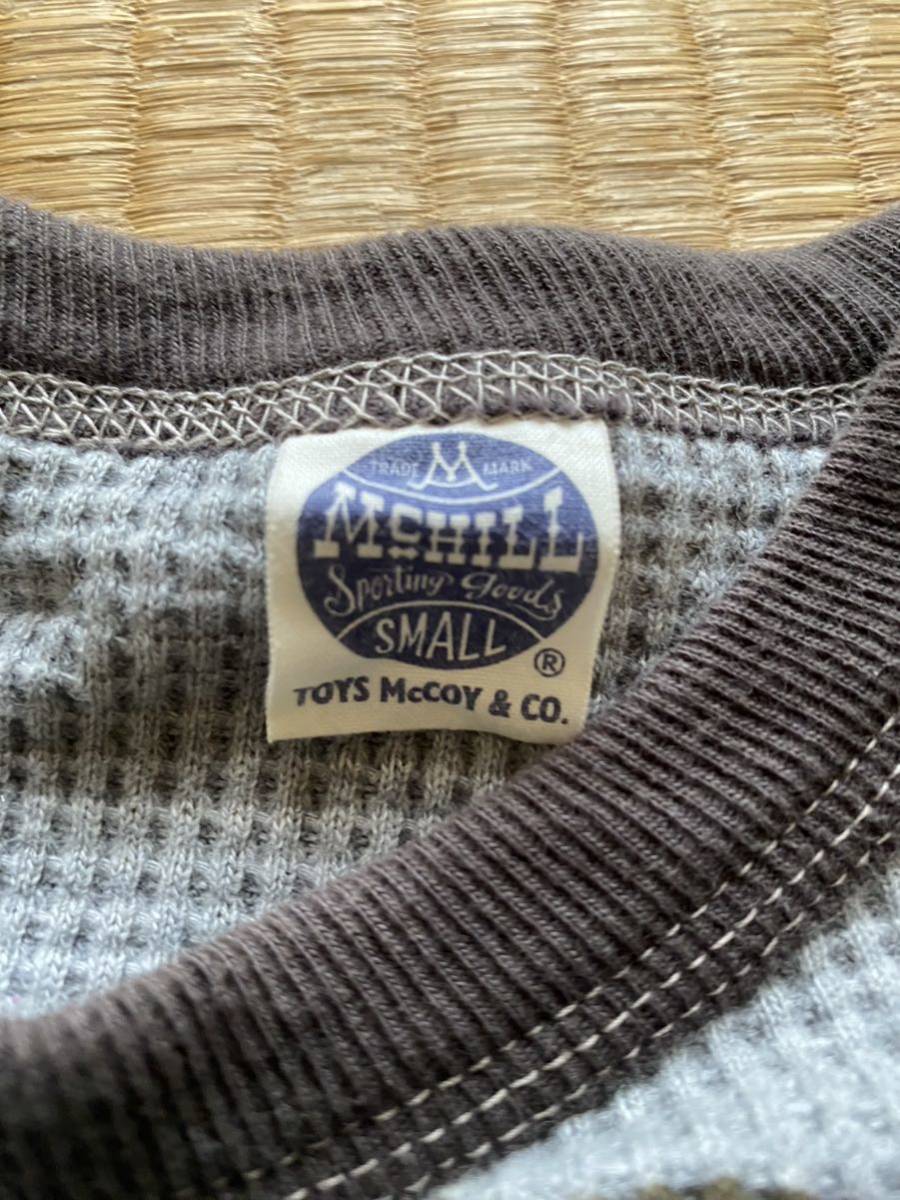 TRADE M MARK
McHILL
Sporting Goods
SMALL
®
TOYS McCOY & CO.